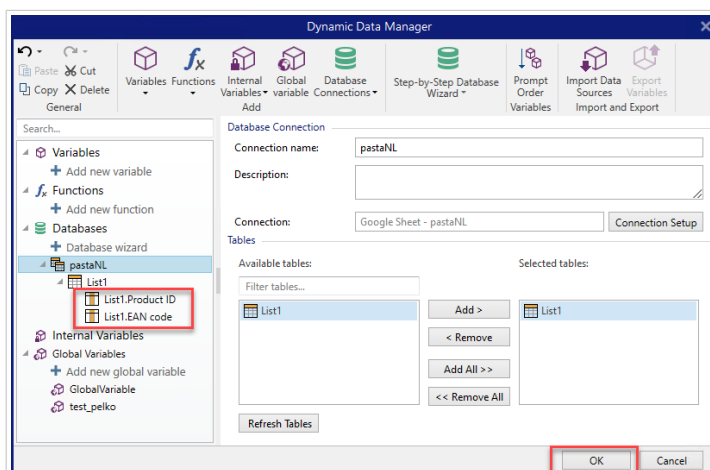 Dynamic Data Manager
Paste Cut
Copy Delete
General
Variables Functions
Internal Variables
Global variable
Database Connections
Add
Step-by-Step Database Wizard
Prompt Order
Variables
Import Data Sources
Export Variables
Import and Export
Search...
Variables
Add new variable
Functions
Add new function
Databases
Database wizard
pastaNL
List1
List1.Product ID
List1.EAN code
Internal Variables
Global Variables
Add new global variable
GlobalVariable
test_pelko
Database Connection
Connection name: pastaNL
Description:
Connection: Google Sheet - pastaNL Connection Setup
Tables
Available tables: Selected tables:
Filter tables...
List1 Add > List1
< Remove
Add All >>
<< Remove All
Refresh Tables
OK Cancel